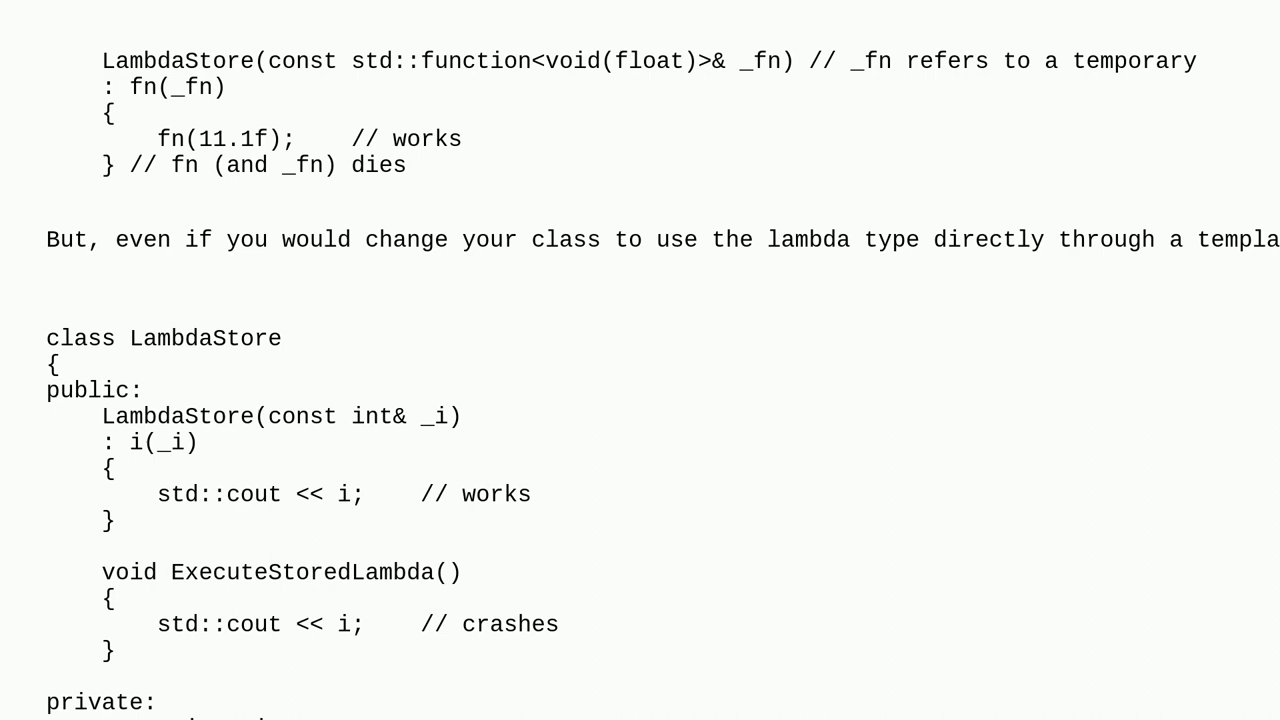 LambdaStore(const std::function<void(float)>& _fn) // _fn refers to a temporary
: fn(_fn)
{
fn(11.1f);    // works
} // fn (and _fn) dies
But, even if you would change your class to use the lambda type directly through a
class LambdaStore
{
public:
LambdaStore(const int& _i)
: i(_i)
{
std::cout << i;    // works
}
void ExecuteStoredLambda()
{
std::cout << i;    // crashes
}
private: